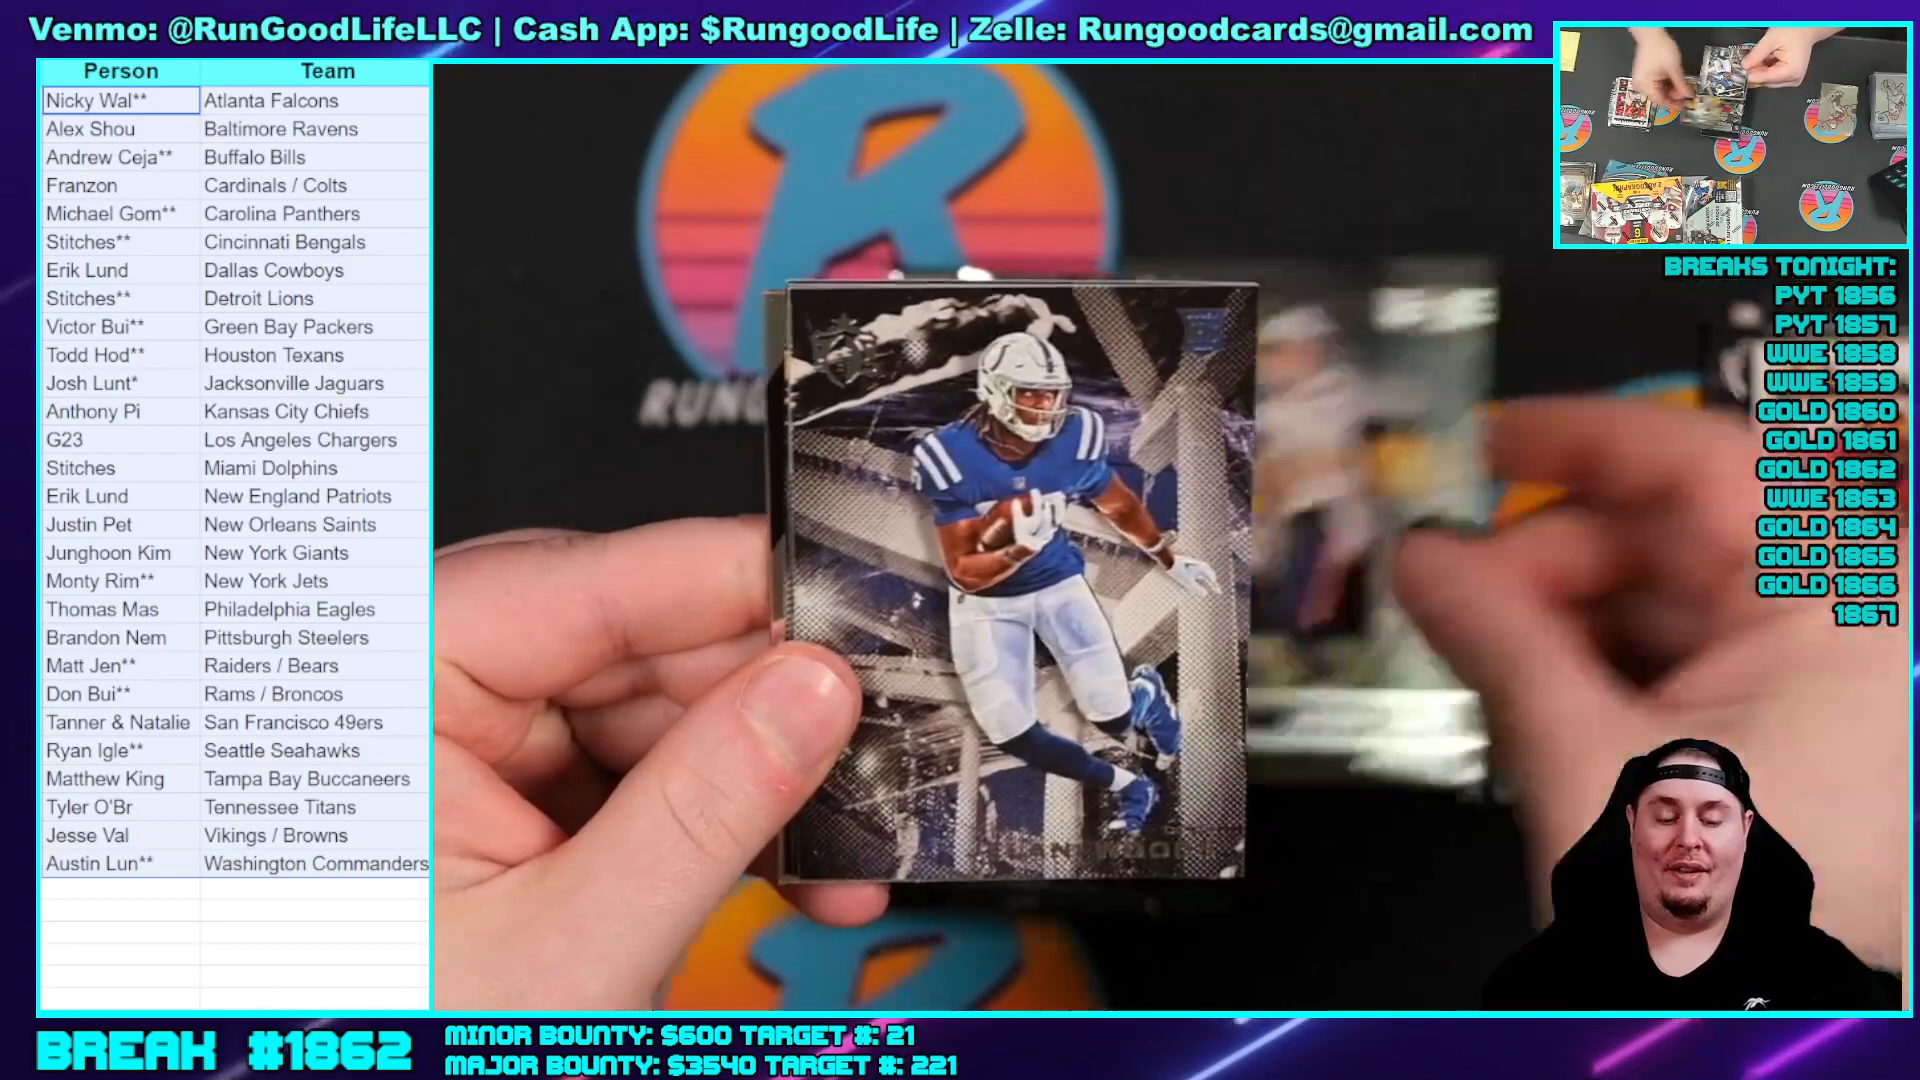 Venmo: @RunGoodLifeLLC | Cash App: $RungoodLife | Zelle: Rungoodcards@gmail.com
Person Team
Nicky Wal** Atlanta Falcons
Alex Shou Baltimore Ravens
Andrew Ceja** Buffalo Bills
Franzon Cardinals / Colts
Michael Gom** Carolina Panthers
Stitches** Cincinnati Bengals
Erik Lund Dallas Cowboys
Stitches** Detroit Lions
Victor Bui** Green Bay Packers
Todd Hod** Houston Texans
Josh Lunt* Jacksonville Jaguars
Anthony Pi Kansas City Chiefs
G23 Los Angeles Chargers
Stitches Miami Dolphins
Erik Lund New England Patriots
Justin Pet New Orleans Saints
Junghoon Kim New York Giants
Monty Rim** New York Jets
Thomas Mas Philadelphia Eagles
Brandon Nem Pittsburgh Steelers
Matt Jen** Raiders / Bears
Don Bui** Rams / Broncos
Tanner & Natalie San Francisco 49ers
Ryan Igle** Seattle Seahawks
Matthew King Tampa Bay Buccaneers
Tyler O'Br Tennessee Titans
Jesse Val Vikings / Browns
Austin Lun** Washington Commanders
BREAKS TONIGHT:
PYT 1856
PYT 1857
WWE 1858
WWE 1859
GOLD 1860
GOLD 1861
GOLD 1862
WWE 1863
GOLD 1864
GOLD 1865
GOLD 1866
1867
BREAK #1862
MINOR BOUNTY: $600 TARGET #: 21
MAJOR BOUNTY: $3540 TARGET #: 221